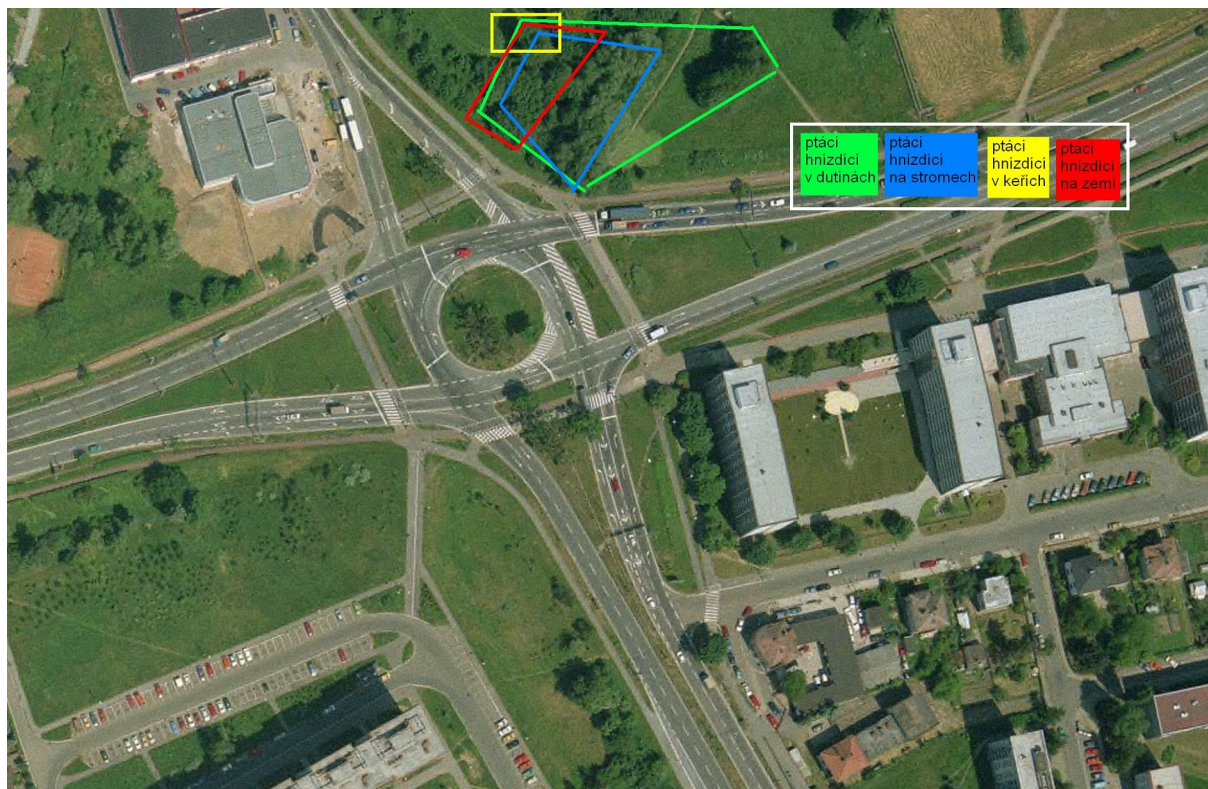 ptáci
hnízdící
v dutinách
ptáci
hnízdící
na stromech
ptáci
hnízdící
v keřích
ptáci
hnízdící
na zemi